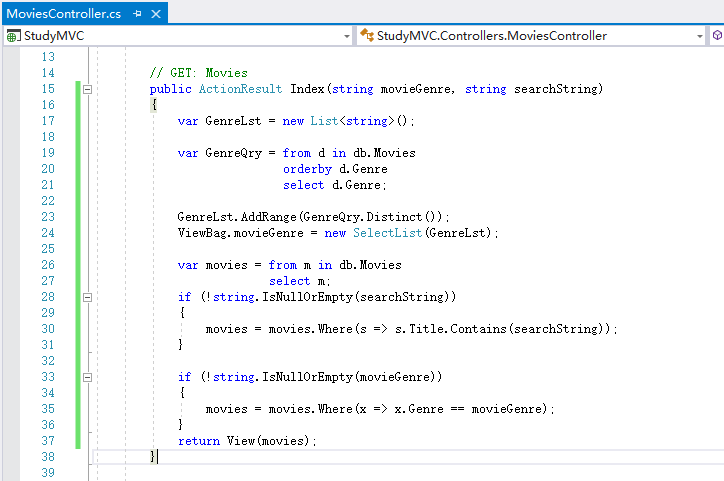 MoviesController.cs
StudyMVC StudyMVC.Controllers.MoviesController
13
14 // GET: Movies
15 public ActionResult Index(string movieGenre, string searchString)
16 {
17 var GenreLst = new List<string>();
18
19 var GenreQry = from d in db.Movies
20 orderby d.Genre
21 select d.Genre;
22
23 GenreLst.AddRange(GenreQry.Distinct());
24 ViewBag.movieGenre = new SelectList(GenreLst);
25
26 var movies = from m in db.Movies
27 select m;
28 if (!string.IsNullOrEmpty(searchString))
29 {
30 movies = movies.Where(s => s.Title.Contains(searchString));
31 }
32
33 if (!string.IsNullOrEmpty(movieGenre))
34 {
35 movies = movies.Where(x => x.Genre == movieGenre);
36 }
37 return View(movies);
38 }
39